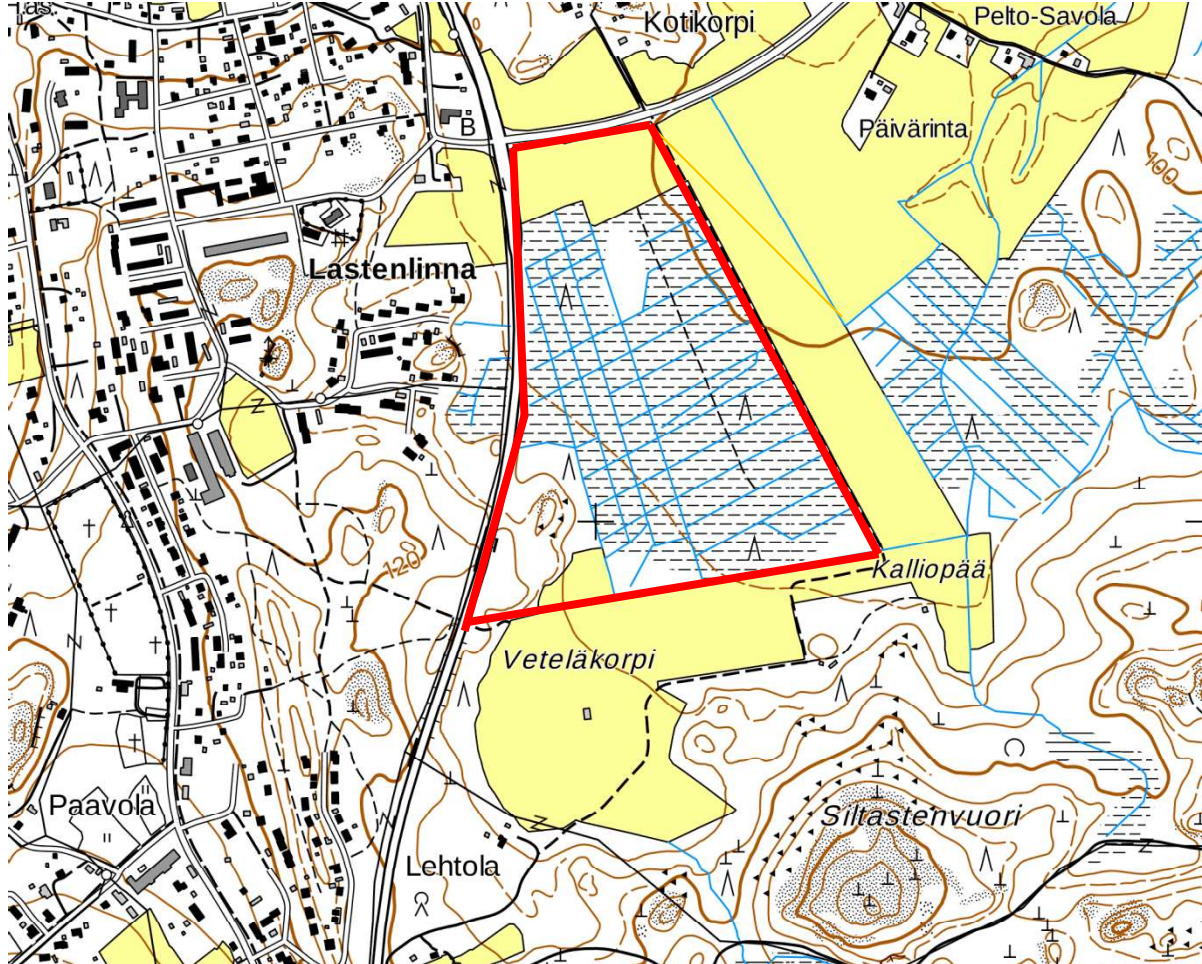 Kotikorpi
Pelto-Savola
B
Päivärinta
100
Lastenlinna
120
Kalliopää
Veteläkorpi
Paavola
Siltastenvuori
Lehtola